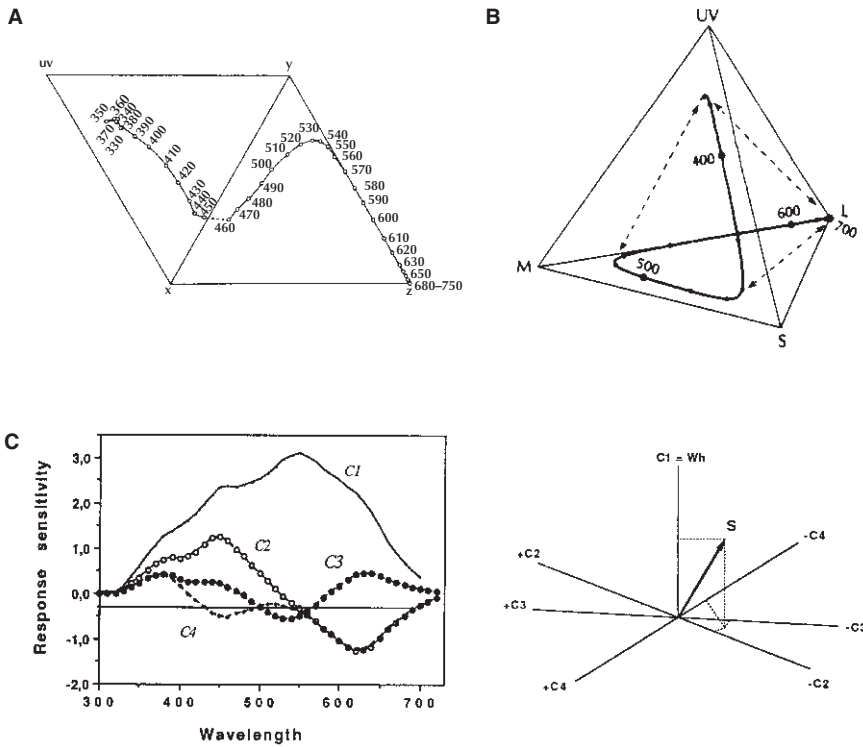 A
uv
y
350
360
340
370
380
330
390
400
410
420
430
440
450
460
470
480
490
500
510
520
530
540
550
560
570
580
590
600
610
620
630
650
680–750
x
z
B
UV
400
600
L
700
M
500
S
C
Response sensitivity
3,0
2,0
1,0
0,0
-1,0
-2,0
C1
C2
C3
C4
300 400 500 600 700
Wavelength
C1 = Wh
S
-C4
+C2
+C3
-C3
+C4
-C2